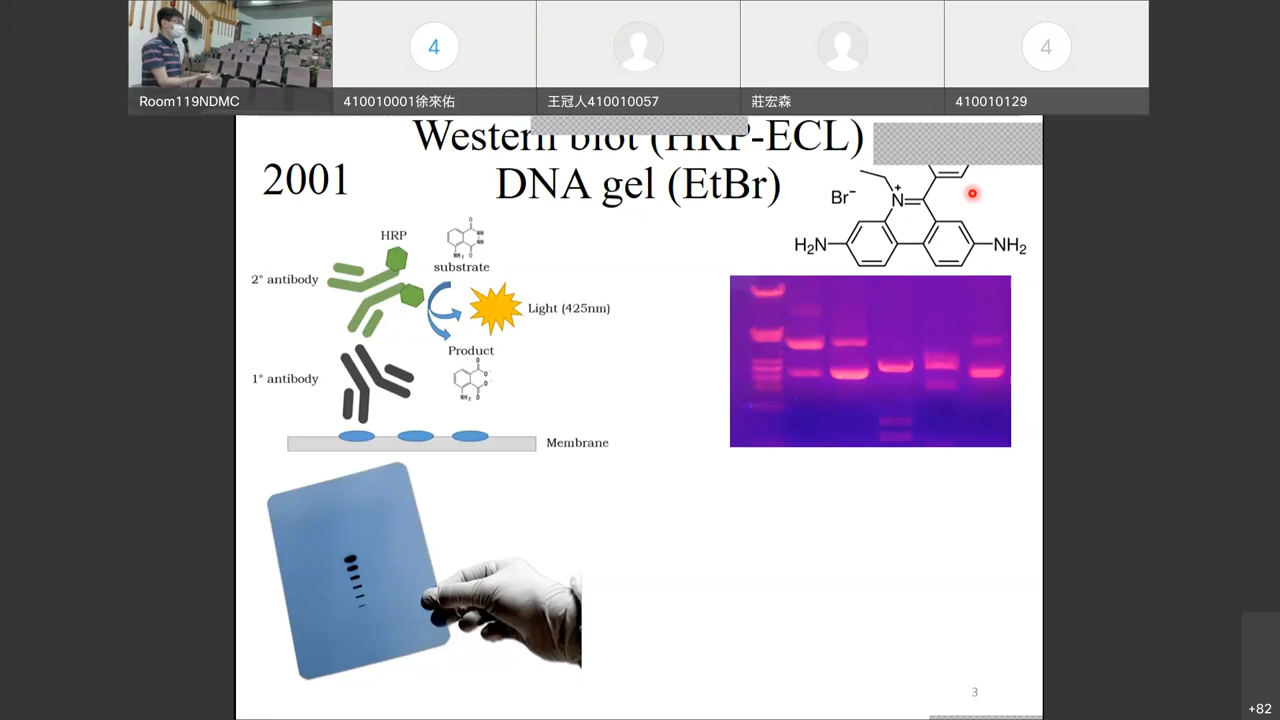 Room119NDMC
4
410010001徐來佑
王冠人410010057
莊宏森
4
410010129
Western blot (HRP-ECL)
2001
DNA gel (EtBr)
Br⁻
N
+
H₂N
NH₂
HRP
substrate
2° antibody
Light (425nm)
Product
1° antibody
Membrane
3
+82